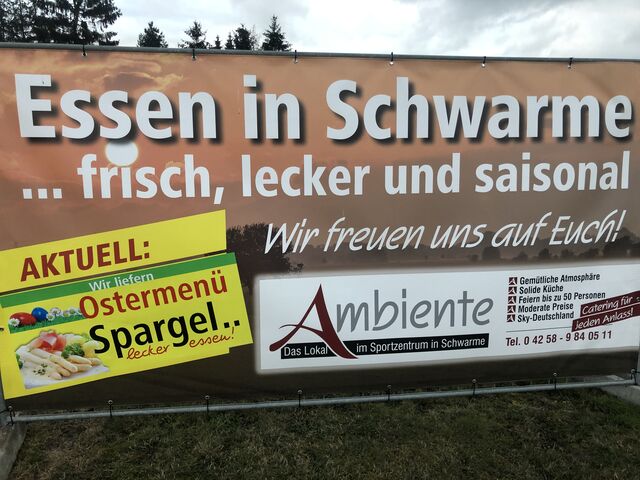 Essen in Schwarme
... frisch, lecker und saisonal
Wir freuen uns auf Euch!
AKTUELL:
Wir liefern
Ostermenü
Spargel..
lecker essen!
Ambiente
Das Lokal im Sportzentrum in Schwarme
Gemütliche Atmosphäre
Solide Küche
Feiern bis zu 50 Personen
Moderate Preise
Sky-Deutschland
Catering für
jeden Anlass!
Tel. 0 42 58 - 9 84 05 11